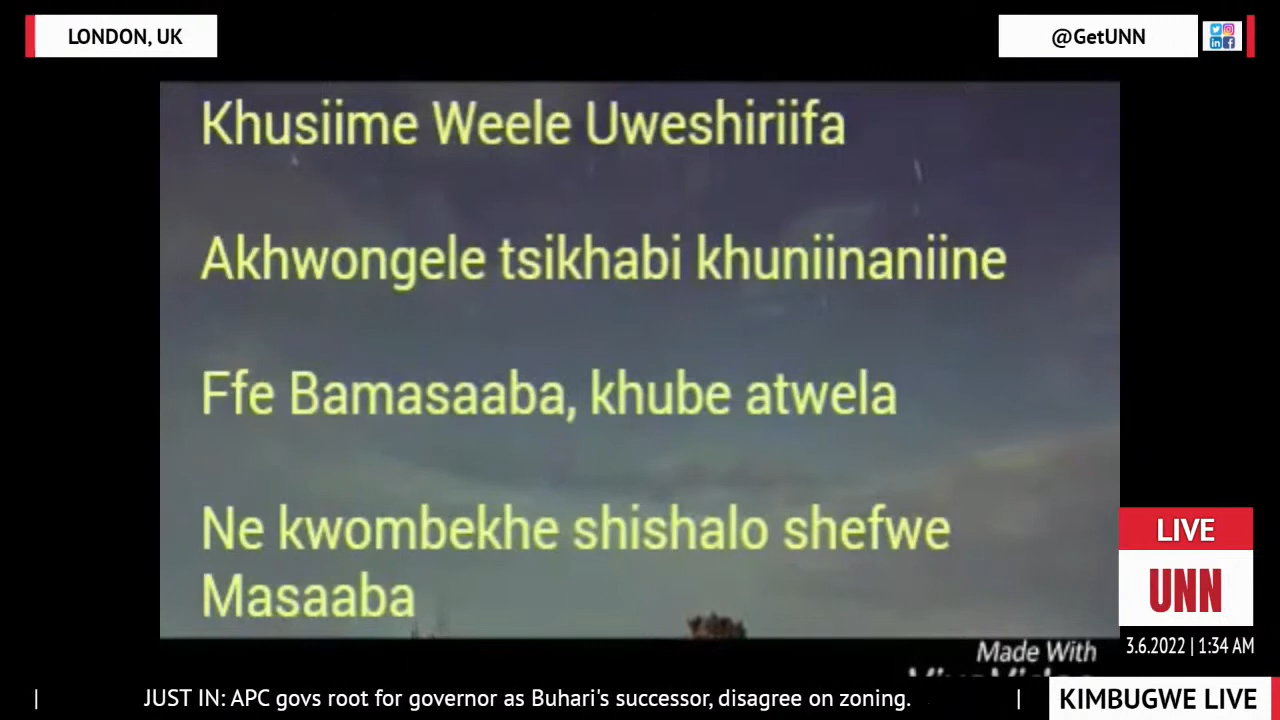 LONDON, UK
@GetUNN
Khusiime Weele Uweshiriifa
Akhwongele tsikhabi khuniinaniine
Ffe Bamasaaba, khube atwela
Ne kwombekhe shishalo shefwe
Masaaba
LIVE
UNN
Made With
3.6.2022 | 1:34 AM
| JUST IN: APC govs root for governor as Buhari's successor, disagree on zoning. |
KIMBUGWE LIVE